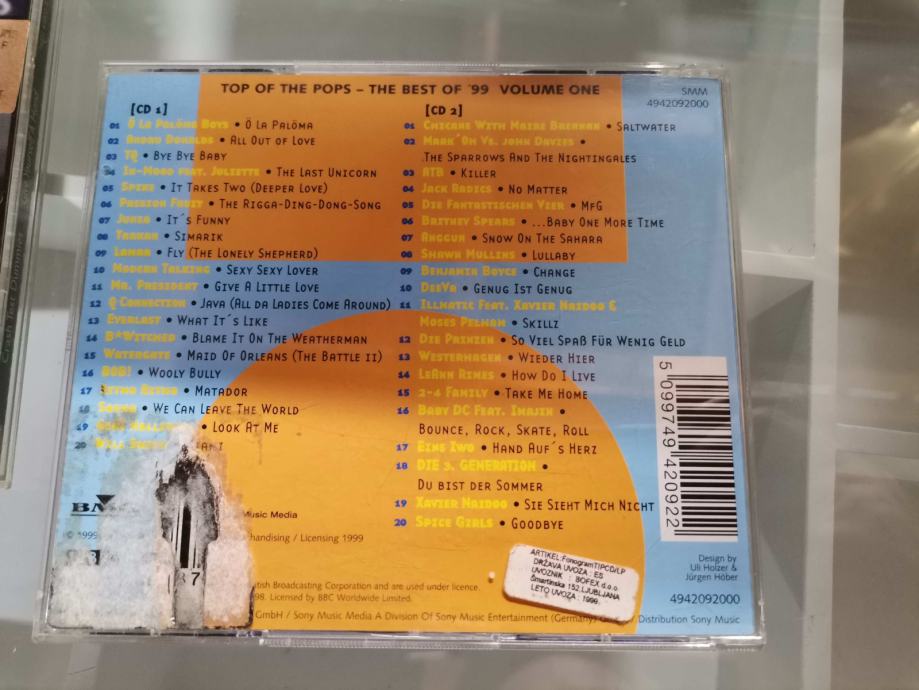 TOP OF THE POPS – THE BEST OF ´99 VOLUME ONE
SMM
4942092000
[CD 1]
01 Ö La Palöma Boys • Ö La Palöma
02 Andru Donalds • All Out of Love
03 TQ • Bye Bye Baby
04 In-Mood feat. Juliette • The Last Unicorn
05 Spike • It Takes Two (Deeper Love)
06 Passion Fruit • The Rigga-Ding-Dong-Song
07 Junia • It´s Funny
08 Tarkan • Simarik
09 Laman • Fly (The Lonely Shepherd)
10 Modern Talking • Sexy Sexy Lover
11 Mr. President • Give A Little Love
12 Q Connection • Java (All da Ladies Come Around)
13 Everlast • What It´s Like
14 B*Witched • Blame It On The Weatherman
15 Watergate • Maid Of Orleans (The Battle II)
16 BOB! • Wooly Bully
17 • Matador
18 • We Can Leave The World
19 • Look At Me
20 Will
[CD 2]
01 Chicane With Maire Brennan • Saltwater
02 Mark´Oh Vs. John Davies •
The Sparrows And The Nightingales
03 ATB • Killer
04 Jack Radics • No Matter
05 Die Fantastischen Vier • MfG
06 Britney Spears • ...Baby One More Time
07 Anggun • Snow On The Sahara
08 Shawn Mullins • Lullaby
09 Benjamin Boyce • Change
10 DeeVa • Genug Ist Genug
11 Illmatic Feat. Xavier Naidoo &
Moses Pelham • Skillz
12 Die Prinzen • So Viel Spaß Für Wenig Geld
13 Westernhagen • Wieder Hier
14 LeAnn Rimes • How Do I Live
15 2-4 Family • Take Me Home
16 Baby DC Feat. Imajin •
Bounce, Rock, Skate, Roll
17 Eins Zwo • Hand Auf´s Herz
18 DIE 3. GENERATION •
Du bist der Sommer
19 Xavier Naidoo • Sie Sieht Mich Nicht
20 Spice Girls • Goodbye
5 099749 420922
Music Media
© 1999
handising / Licensing 1999
itish Broadcasting Corporation and are used under licence.
98. Licensed by BBC Worldwide Limited.
GmbH / Sony Music Media A Division Of Sony Music Entertainment (Germany) / Distribution Sony Music
ARTIKEL:FonogramTIPCD/LP
DRŽAVA UVOZA : ES
UVOZNIK : BOFEX d.o.o.
Šmartinska 152,LJUBLJANA
LETO UVOZA : 1999
Design by
Uli Holzer &
Jürgen Höber
4942092000